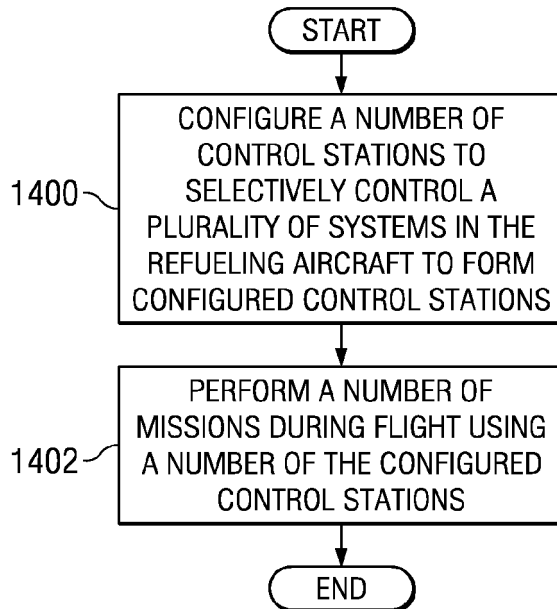 START
1400
CONFIGURE A NUMBER OF
CONTROL STATIONS TO
SELECTIVELY CONTROL A
PLURALITY OF SYSTEMS IN THE
REFUELING AIRCRAFT TO FORM
CONFIGURED CONTROL STATIONS
1402
PERFORM A NUMBER OF
MISSIONS DURING FLIGHT USING
A NUMBER OF THE CONFIGURED
CONTROL STATIONS
END